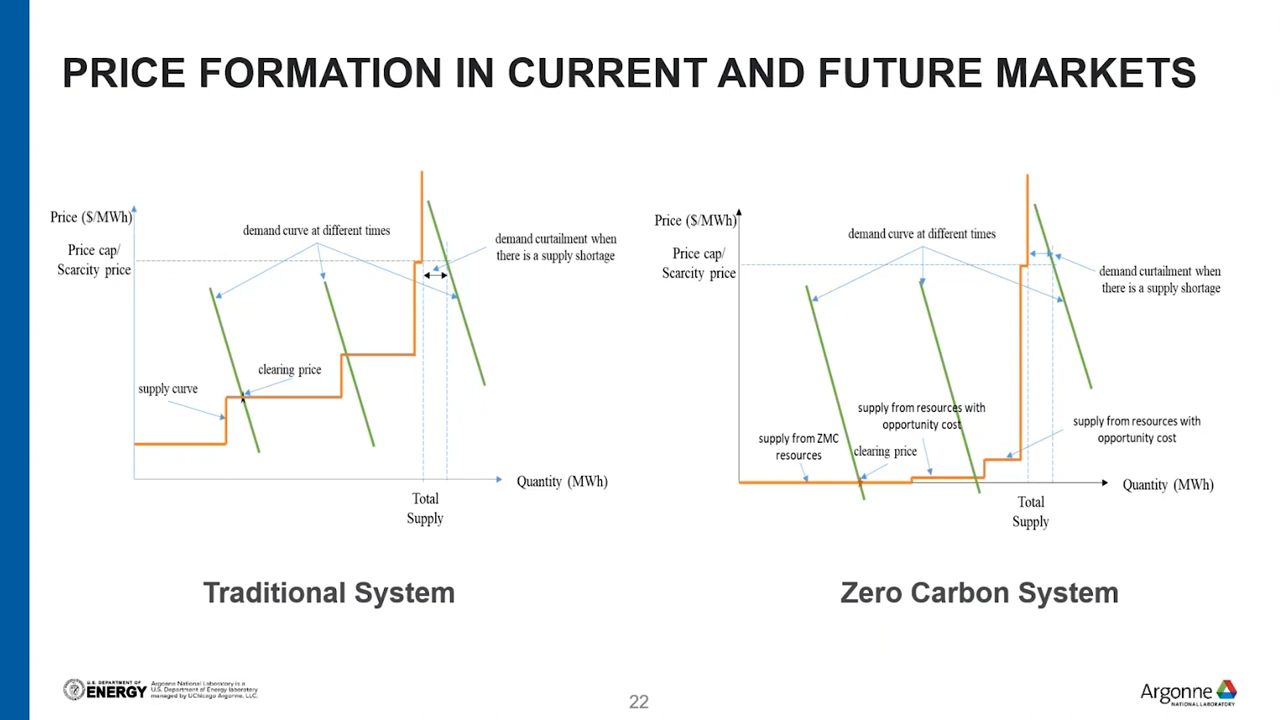 PRICE FORMATION IN CURRENT AND FUTURE MARKETS
Price ($/MWh)
Price cap/
Scarcity price
demand curve at different times
demand curtailment when
there is a supply shortage
clearing price
supply curve
Quantity (MWh)
Total
Supply
Traditional System
Price ($/MWh)
Price cap/
Scarcity price
demand curve at different times
demand curtailment when
there is a supply shortage
supply from resources with
opportunity cost
supply from resources with
opportunity cost
supply from ZMC
resources
clearing price
Quantity (MWh)
Total
Supply
Zero Carbon System
U.S. DEPARTMENT OF
ENERGY
Argonne National Laboratory is a
U.S. Department of Energy laboratory
managed by UChicago Argonne, LLC.
22
Argonne
NATIONAL LABORATORY